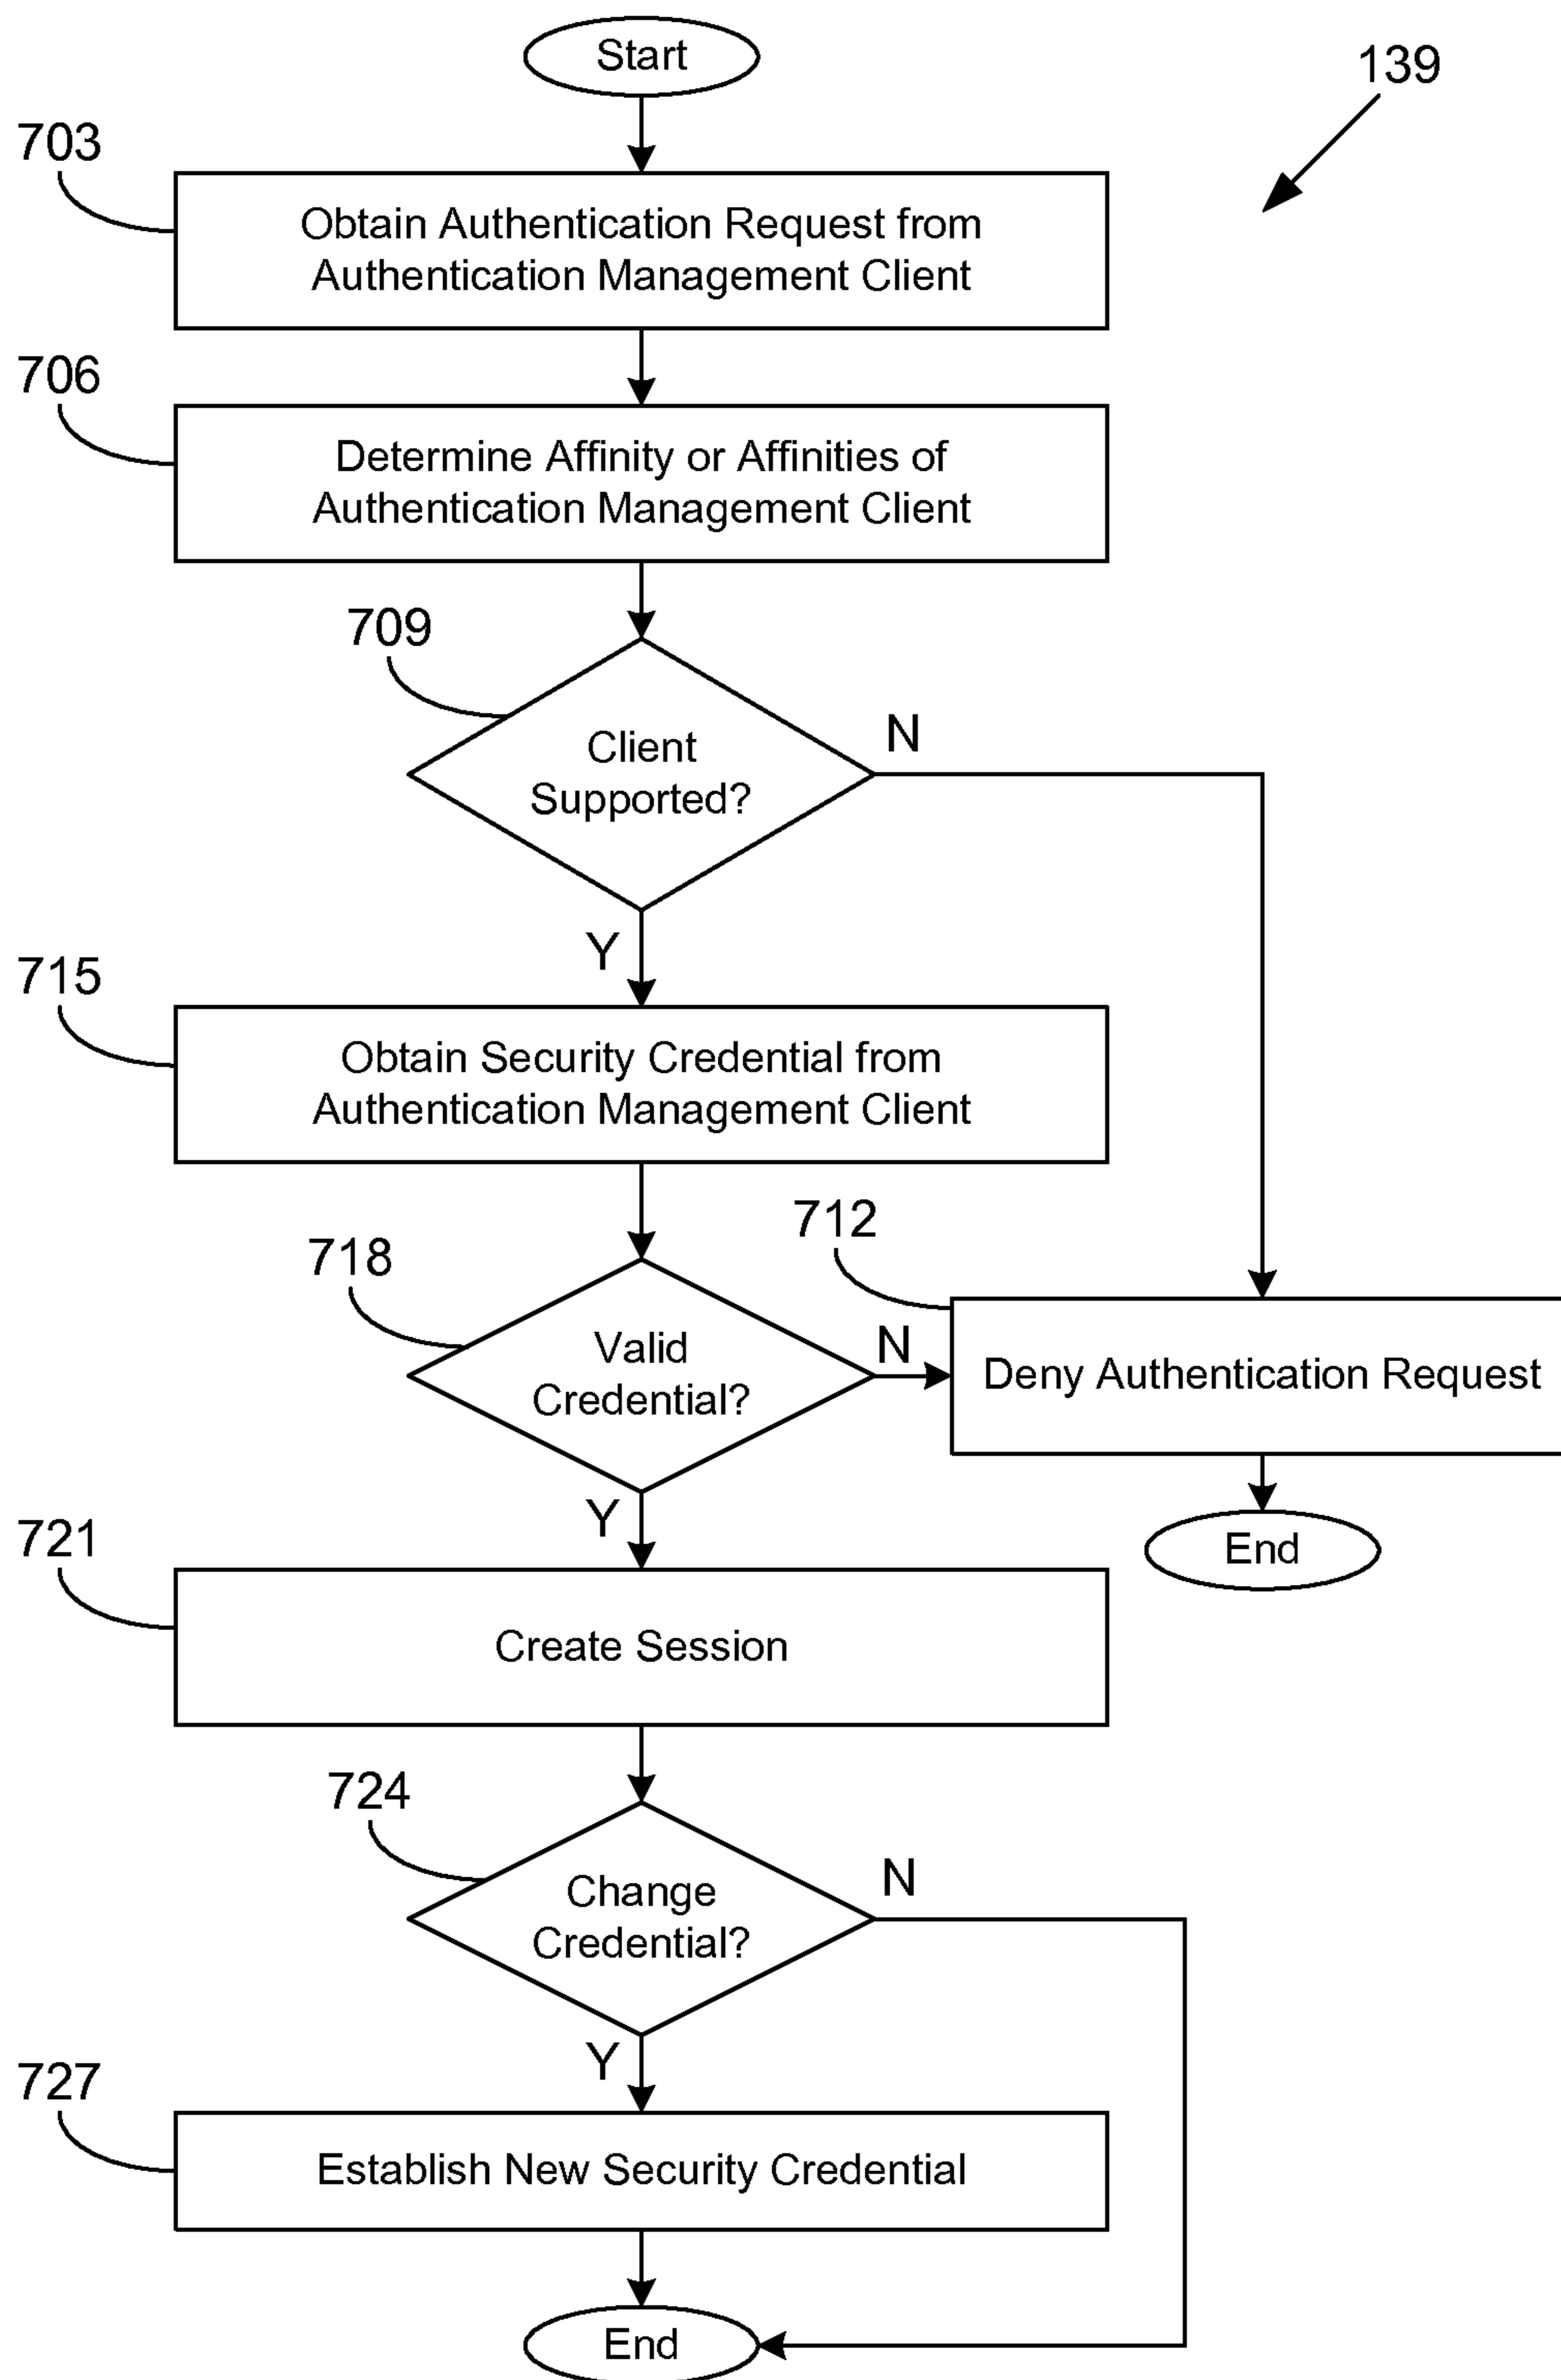 Start
139
703
Obtain Authentication Request from
Authentication Management Client
706
Determine Affinity or Affinities of
Authentication Management Client
709
Client
Supported?
N
Y
715
Obtain Security Credential from
Authentication Management Client
712
718
Valid
Credential?
N
Deny Authentication Request
Y
End
721
Create Session
724
Change
Credential?
N
Y
727
Establish New Security Credential
End